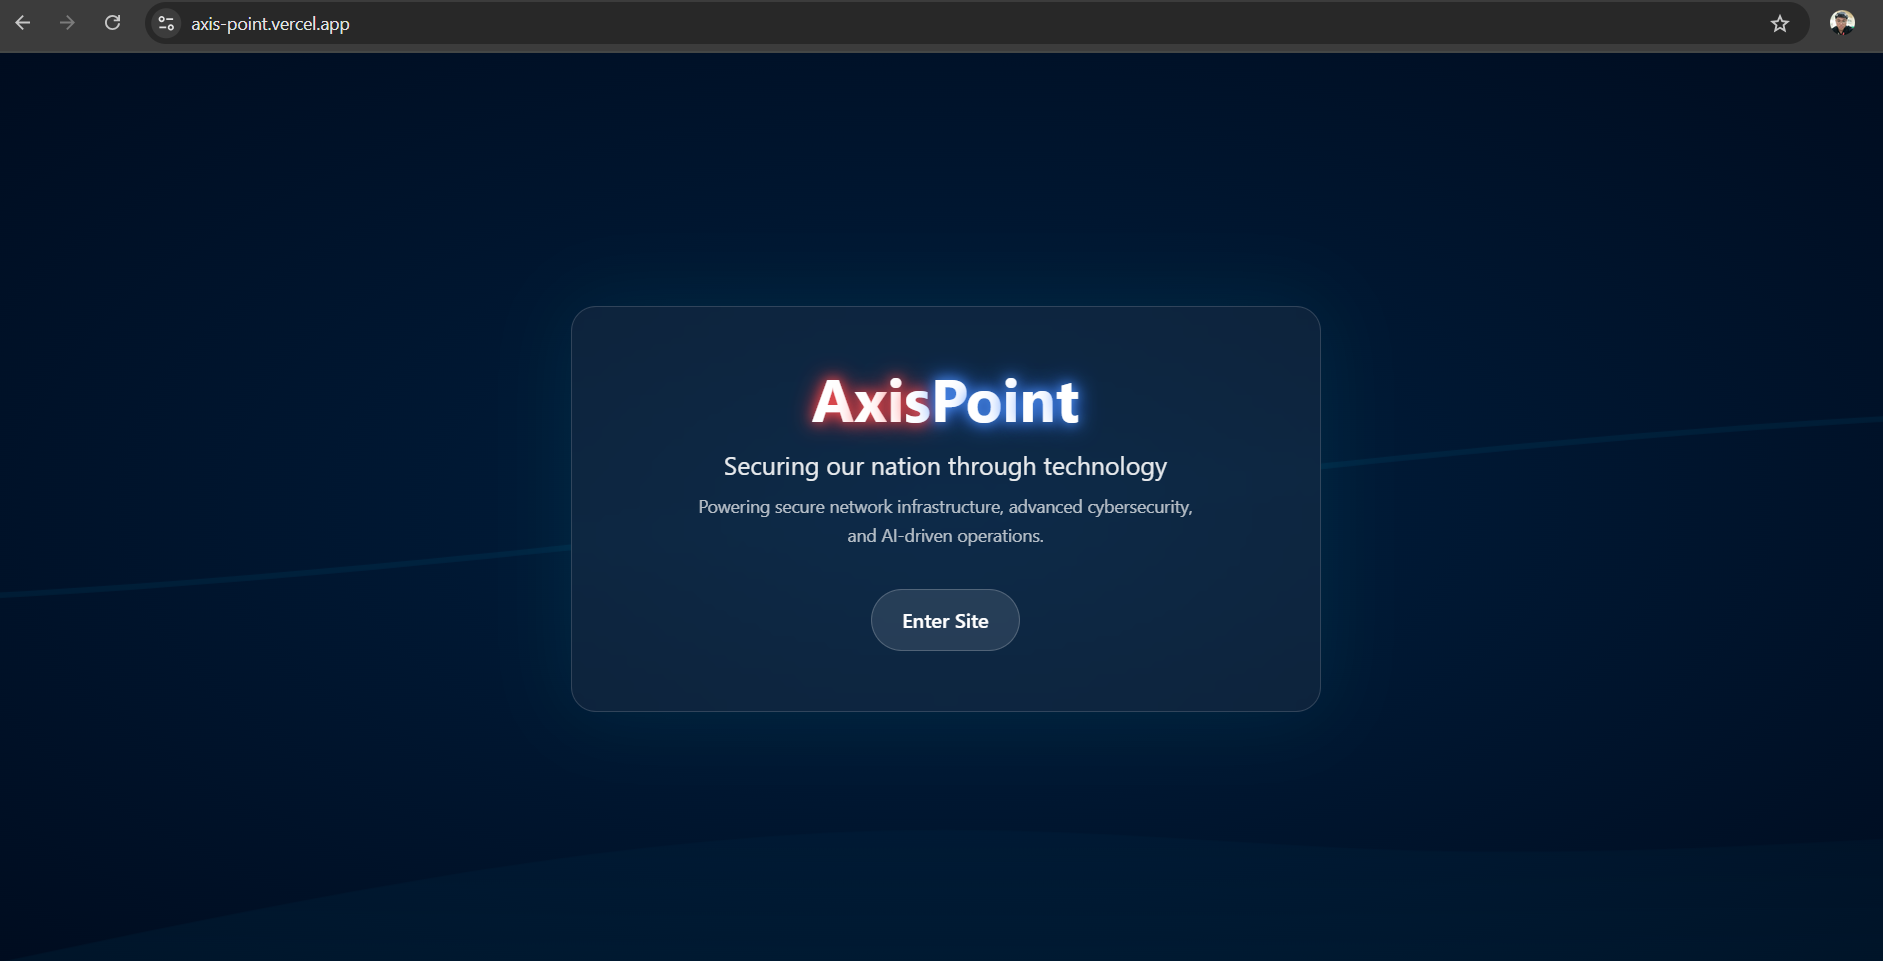 axis-point.vercel.app
AxisPoint
Securing our nation through technology
Powering secure network infrastructure, advanced cybersecurity,
and AI-driven operations.
Enter Site